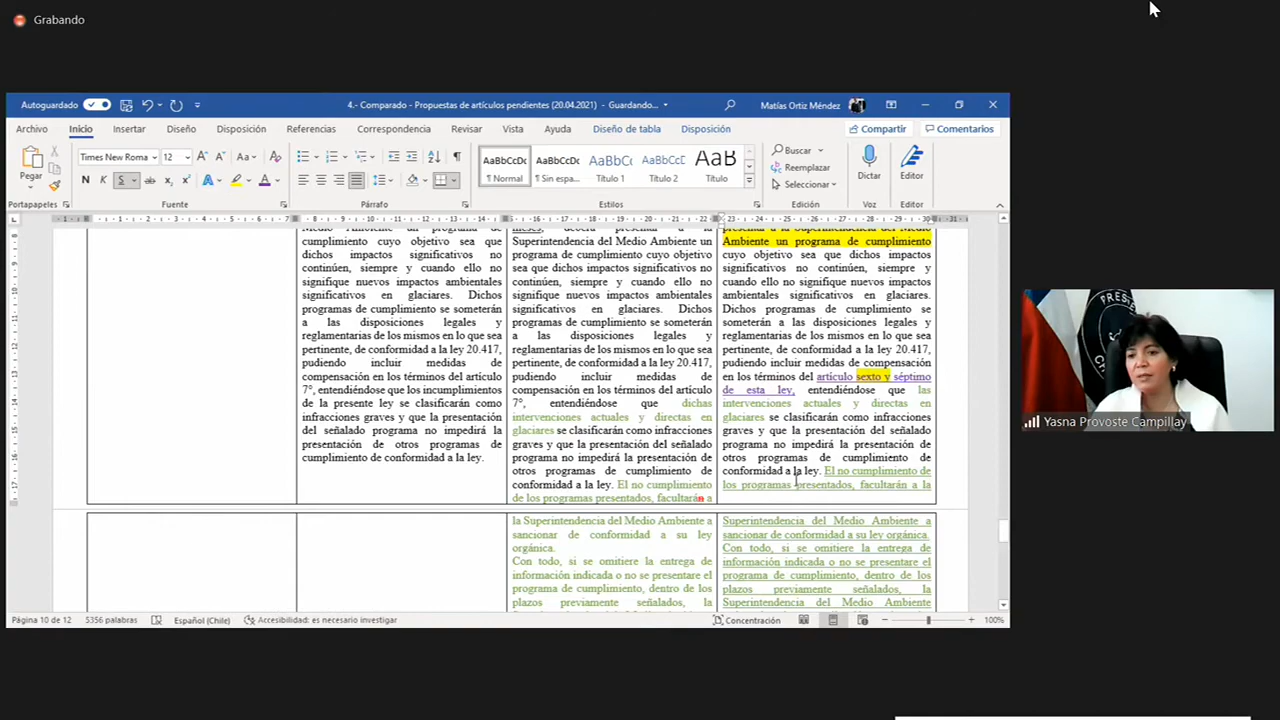 Grabando
Autoguardado
4.- Comparado - Propuestas de artículos pendientes (20.04.2021) - Guardando...
Matías Ortiz Méndez
Archivo Inicio Insertar Diseño Disposición Referencias Correspondencia Revisar Vista Ayuda Diseño de tabla Disposición
Compartir Comentarios
Pegar
Times New Roma 12
N K S ab x₂ x² A A
AaBbCcDc AaBbCcDc AaBbCc AaBbCcD AaB
¶ Normal ¶ Sin espa... Título 1 Título 2 Título
Buscar
Reemplazar
Seleccionar
Dictar
Editor
Portapapeles Fuente Párrafo Estilos Edición Voz Editor
Medio Ambiente un programa de
cumplimiento cuyo objetivo sea que
dichos impactos significativos no
continúen, siempre y cuando ello no
signifique nuevos impactos ambientales
significativos en glaciares. Dichos
programas de cumplimiento se someterán
a las disposiciones legales y
reglamentarias de los mismos en lo que sea
pertinente, de conformidad a la ley 20.417,
pudiendo incluir medidas de
compensación en los términos del artículo
7°, entendiéndose que los incumplimientos
de la presente ley se clasificarán como
infracciones graves y que la presentación
del señalado programa no impedirá la
presentación de otros programas de
cumplimiento de conformidad a la ley.
meses, deberá presentar a la
Superintendencia del Medio Ambiente un
programa de cumplimiento cuyo objetivo
sea que dichos impactos significativos no
continúen, siempre y cuando ello no
signifique nuevos impactos ambientales
significativos en glaciares. Dichos
programas de cumplimiento se someterán
a las disposiciones legales y
reglamentarias de los mismos en lo que sea
pertinente, de conformidad a la ley 20.417,
pudiendo incluir medidas de
compensación en los términos del artículo
7°, entendiéndose que dichas
intervenciones actuales y directas en
glaciares se clasificarán como infracciones
graves y que la presentación del señalado
programa no impedirá la presentación de
otros programas de cumplimiento de
conformidad a la ley. El no cumplimiento
de los programas presentados, facultarán a
la Superintendencia del Medio Ambiente a
sancionar de conformidad a su ley
orgánica.
Con todo, si se omitiere la entrega de
información indicada o no se presentare el
programa de cumplimiento, dentro de los
plazos previamente señalados, la
presentar a la Superintendencia del Medio
Ambiente un programa de cumplimiento
cuyo objetivo sea que dichos impactos
significativos no continúen, siempre y
cuando ello no signifique nuevos impactos
ambientales significativos en glaciares.
Dichos programas de cumplimiento se
someterán a las disposiciones legales y
reglamentarias de los mismos en lo que sea
pertinente, de conformidad a la ley 20.417,
pudiendo incluir medidas de compensación
en los términos del artículo sexto y séptimo
de esta ley, entendiéndose que las
intervenciones actuales y directas en
glaciares se clasificarán como infracciones
graves y que la presentación del señalado
programa no impedirá la presentación de
otros programas de cumplimiento de
conformidad a la ley. El no cumplimiento de
los programas presentados, facultarán a la
Superintendencia del Medio Ambiente a
sancionar de conformidad a su ley orgánica.
Con todo, si se omitiere la entrega de
información indicada o no se presentare el
programa de cumplimiento, dentro de los
plazos previamente señalados, la
Superintendencia del Medio Ambiente
Yasna Provoste Campillay
Página 10 de 12 5356 palabras Español (Chile) Accesibilidad: es necesario investigar
Concentración 100%